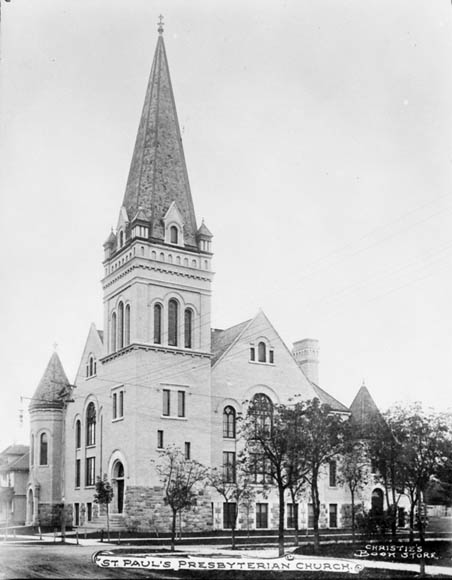 ST. PAUL'S PRESBYTERIAN CHURCH.
CHRISTIE'S
BOOK STORE.